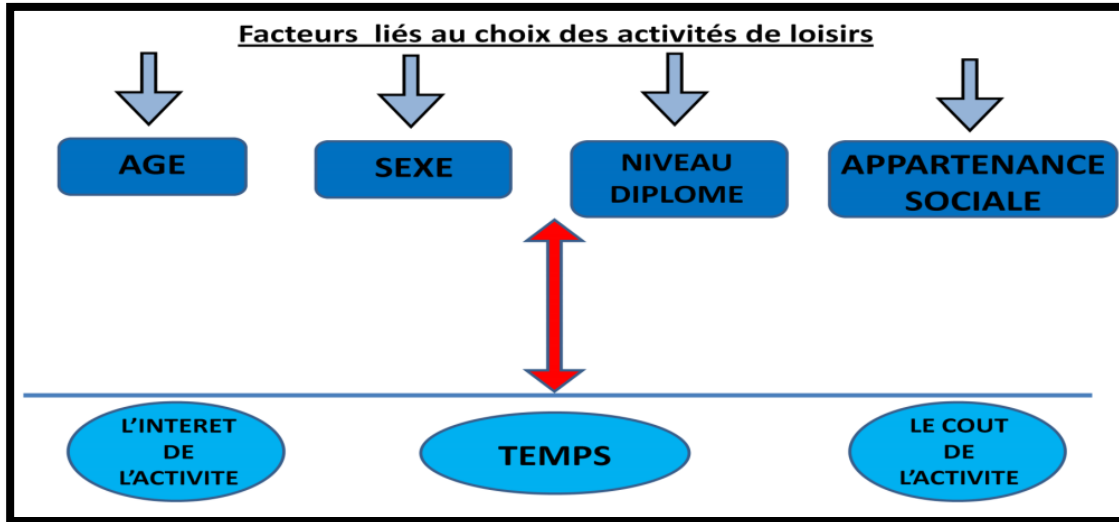 Facteurs liés au choix des activités de loisirs
AGE
SEXE
NIVEAU
DIPLOME
APPARTENANCE
SOCIALE
L'INTERET
DE
L'ACTIVITE
TEMPS
LE COUT
DE
L'ACTIVITE